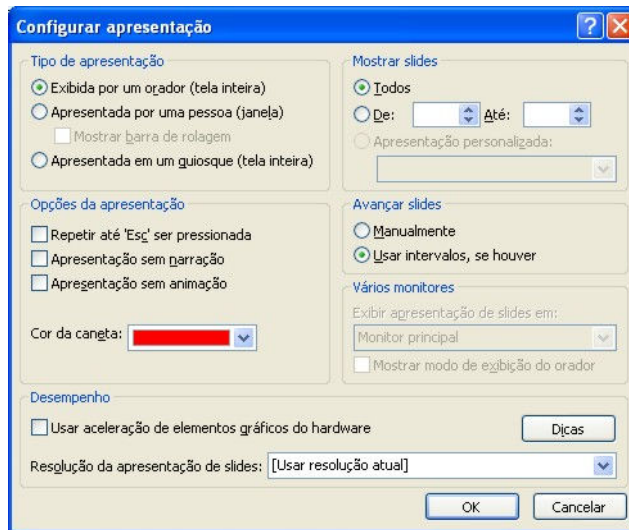 Configurar apresentação
Tipo de apresentação
Exibida por um orador (tela inteira)
Apresentada por uma pessoa (janela)
Mostrar barra de rolagem
Apresentada em um quiosque (tela inteira)
Mostrar slides
Todos
De: Até:
Apresentação personalizada:
Opções da apresentação
Repetir até 'Esc' ser pressionada
Apresentação sem narração
Apresentação sem animação
Cor da caneta:
Avançar slides
Manualmente
Usar intervalos, se houver
Vários monitores
Exibir apresentação de slides em:
Monitor principal
Mostrar modo de exibição do orador
Desempenho
Usar aceleração de elementos gráficos do hardware
Dicas
Resolução da apresentação de slides: [Usar resolução atual]
OK Cancelar